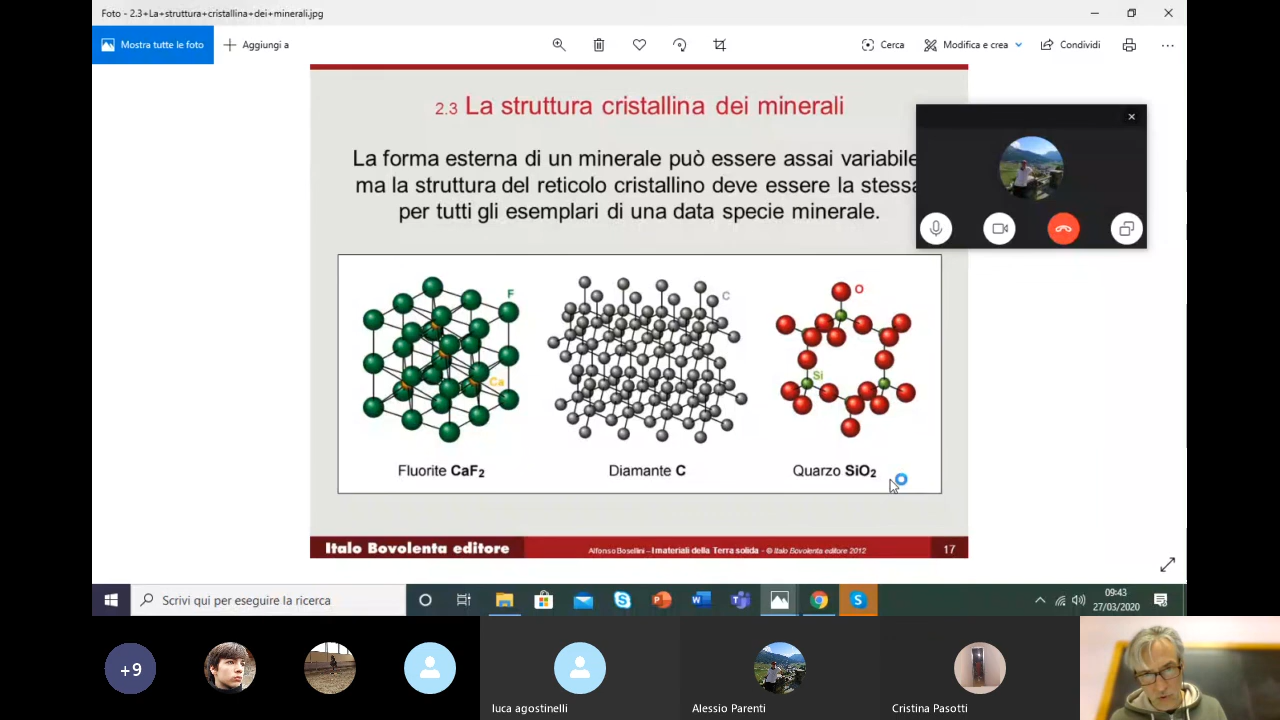 Foto - 2.3+La+struttura+cristallina+dei+minerali.jpg
Mostra tutte le foto
Aggiungi a
Cerca
Modifica e crea
Condividi
2.3 La struttura cristallina dei minerali
La forma esterna di un minerale può essere assai variabile
ma la struttura del reticolo cristallino deve essere la stessa
per tutti gli esemplari di una data specie minerale.
F
Ca
C
O
Si
Fluorite CaF2
Diamante C
Quarzo SiO2
Italo Bovolenta editore
Alfonso Bosellini – I materiali della Terra solida - © Italo Bovolenta editore 2012
17
Scrivi qui per eseguire la ricerca
09:43
27/03/2020
+9
luca agostinelli
Alessio Parenti
Cristina Pasotti